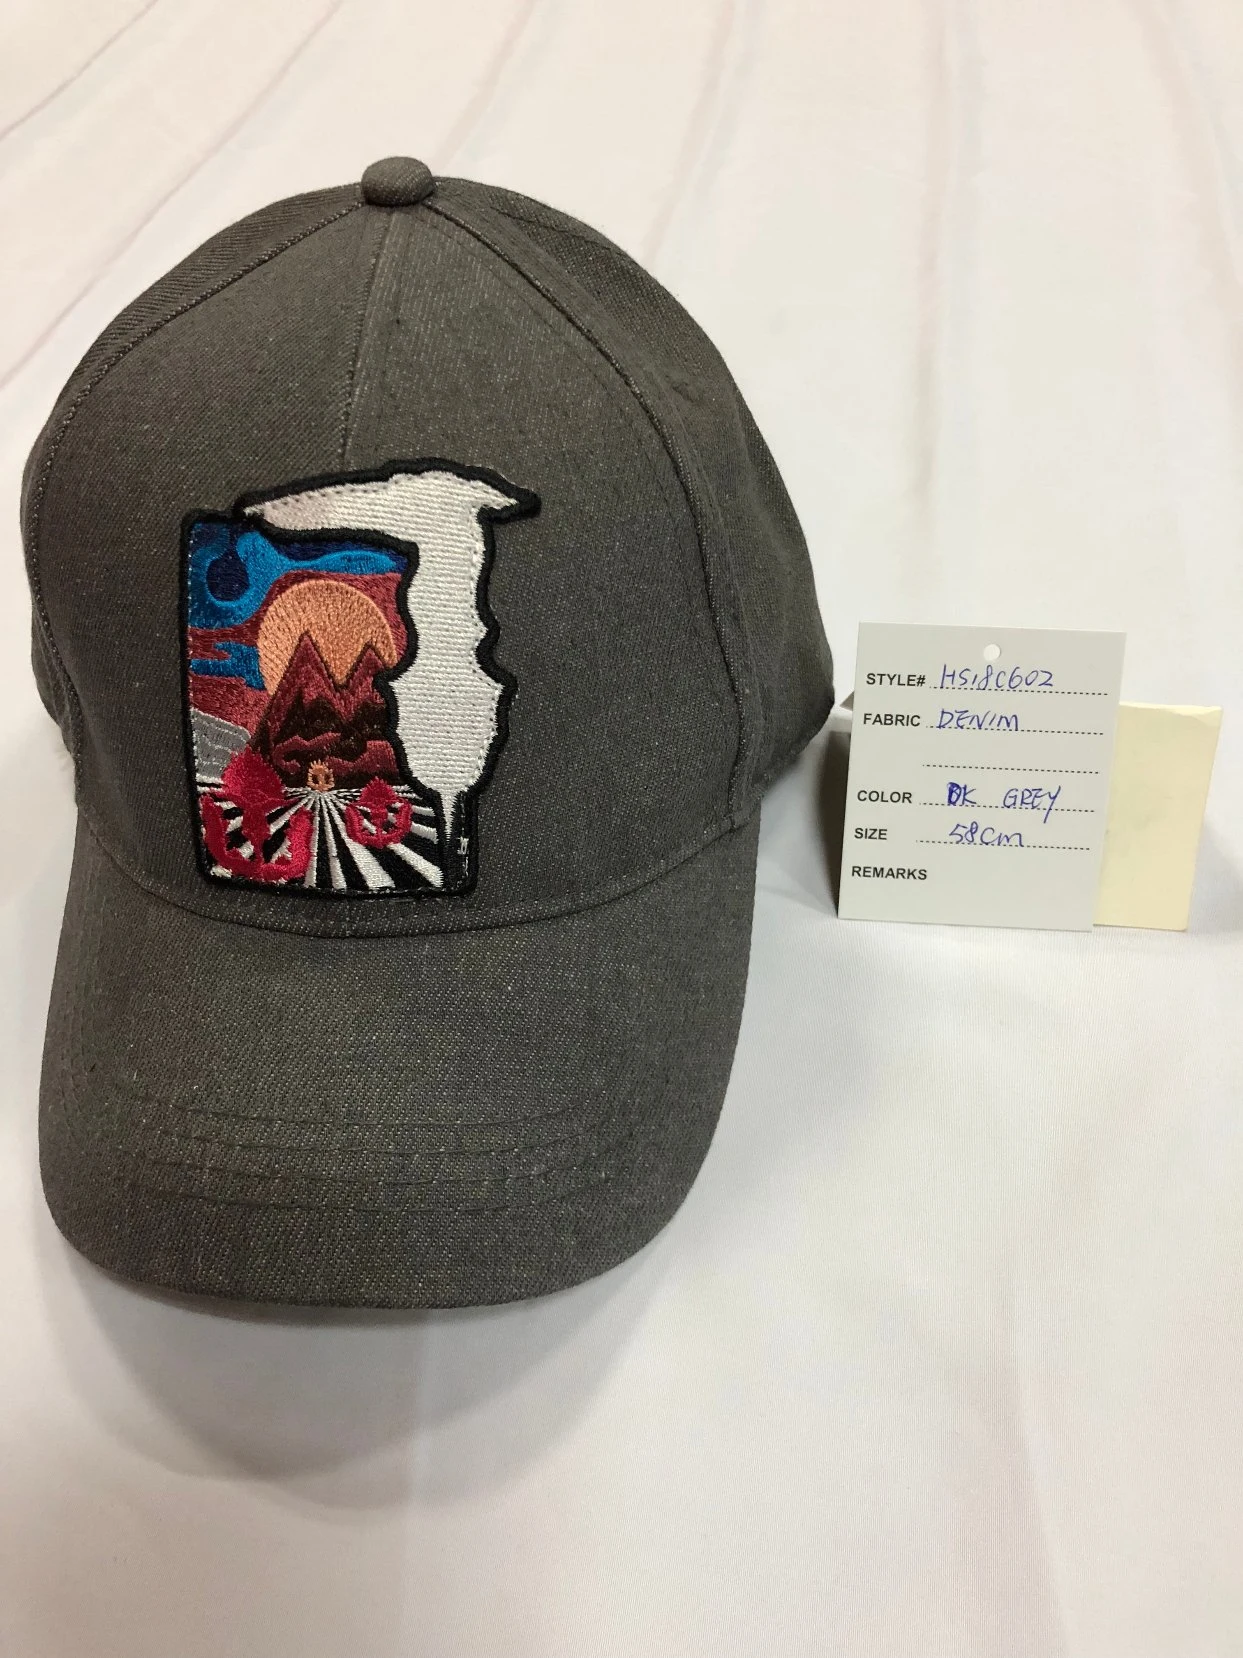 STYLE# HS18C602
FABRIC DENIM
COLOR DK GREY
SIZE 58cm
REMARKS